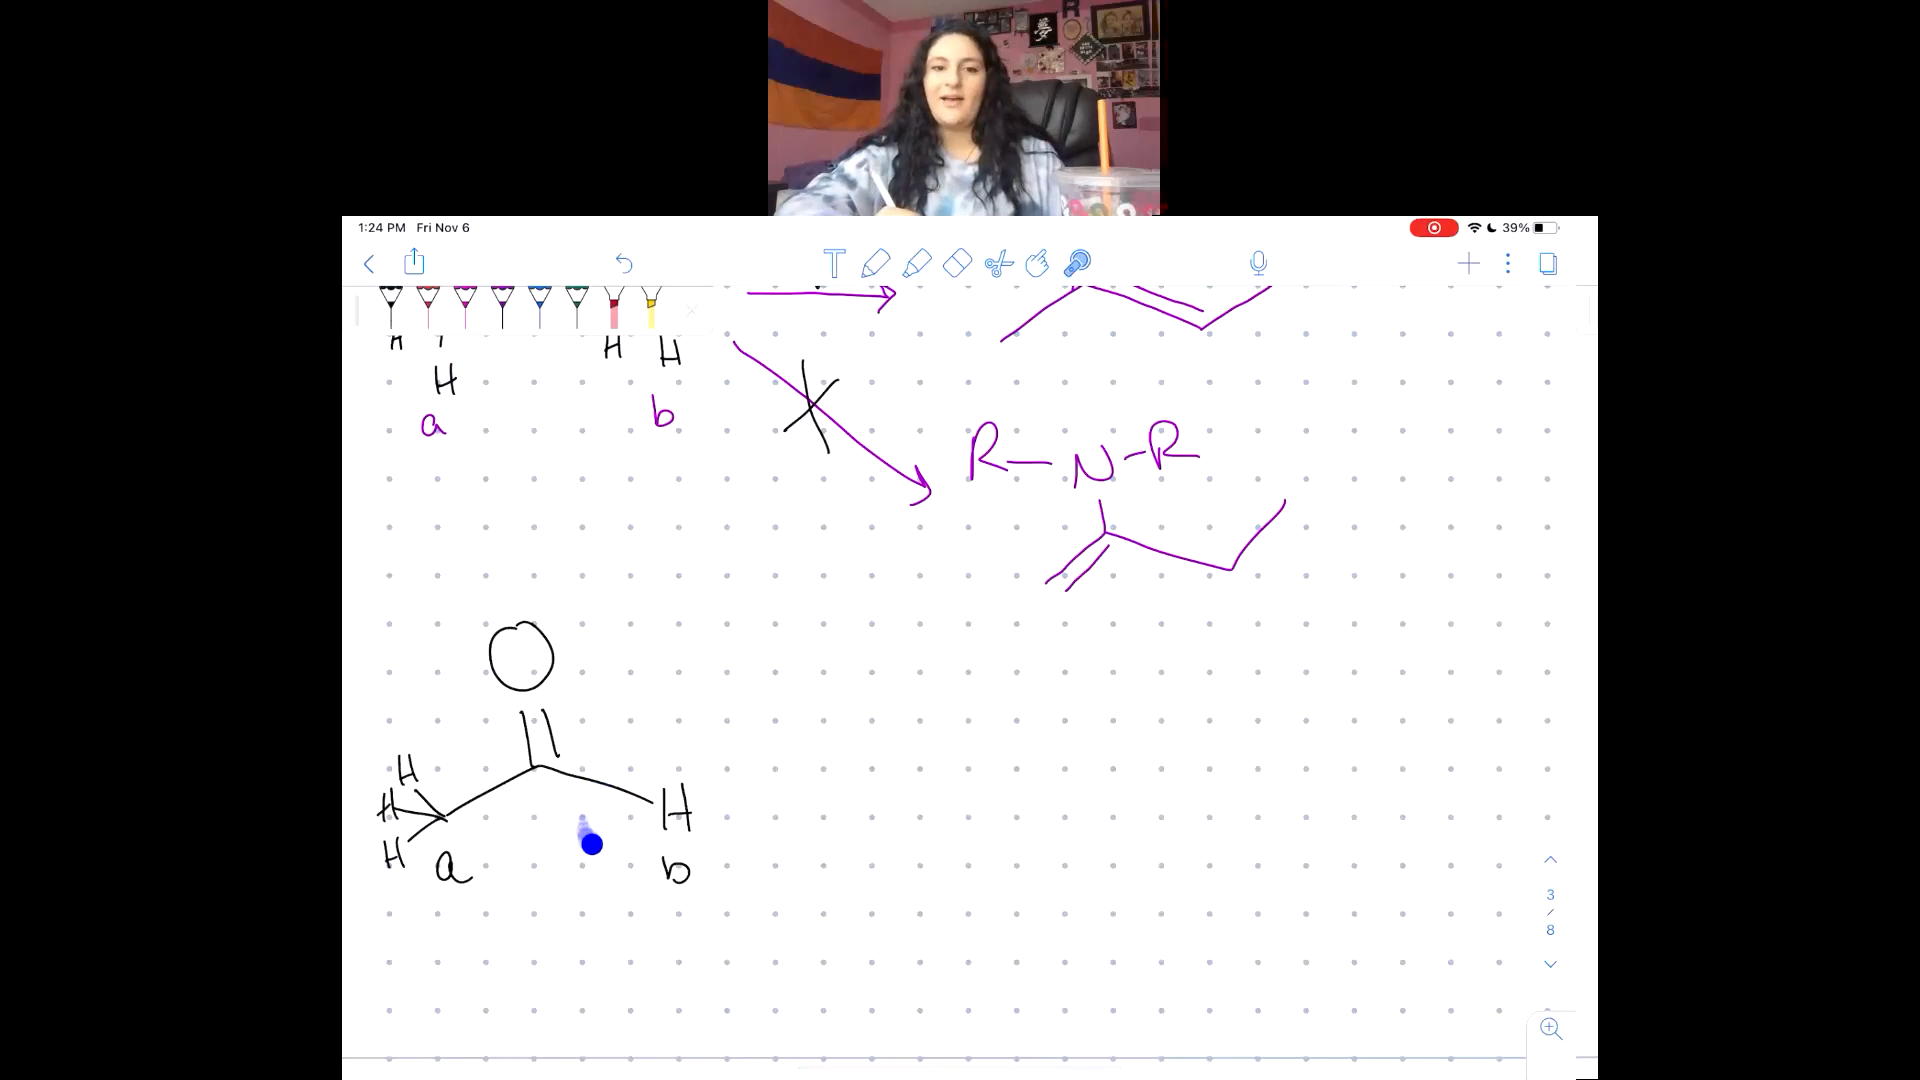 R
1:24 PM Fri Nov 6
39%
T
H H H
H
a b
R-N-R
O
H
H H
H
a b
3
/
8